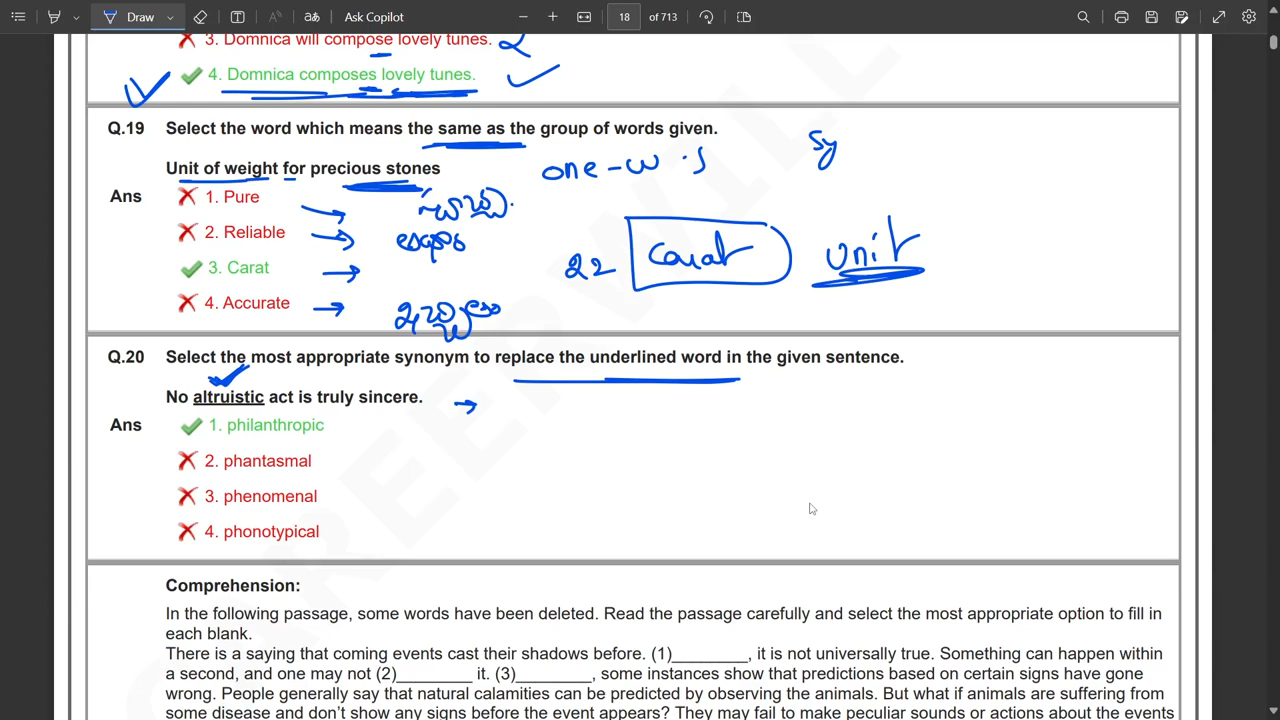 Draw
Ask Copilot
18 of 713
3. Domnica will compose lovely tunes.
4. Domnica composes lovely tunes.
Q.19 Select the word which means the same as the group of words given.
one-w.s
sy
Unit of weight for precious stones
Ans 1. Pure
2. Reliable
3. Carat
22 carat unit
4. Accurate
Q.20 Select the most appropriate synonym to replace the underlined word in the given sentence.
No altruistic act is truly sincere.
Ans 1. philanthropic
2. phantasmal
3. phenomenal
4. phonotypical
Comprehension:
In the following passage, some words have been deleted. Read the passage carefully and select the most appropriate option to fill in
each blank.
There is a saying that coming events cast their shadows before. (1)________, it is not universally true. Something can happen within
a second, and one may not (2)________ it. (3)________, some instances show that predictions based on certain signs have gone
wrong. People generally say that natural calamities can be predicted by observing the animals. But what if animals are suffering from
some disease and don't show any signs before the event appears? They may fail to make peculiar sounds or actions about the events